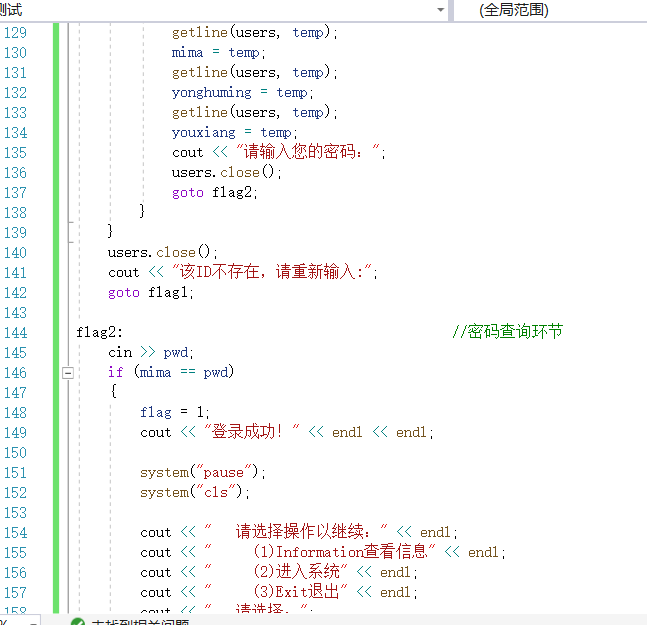 测试
(全局范围)
129 getline(users, temp);
130 mima = temp;
131 getline(users, temp);
132 yonghuming = temp;
133 getline(users, temp);
134 youxiang = temp;
135 cout << "请输入您的密码：";
136 users.close();
137 goto flag2;
138 }
139 }
140 users.close();
141 cout << "该ID不存在，请重新输入:";
142 goto flag1;
143
144 flag2: //密码查询环节
145 cin >> pwd;
146 if (mima == pwd)
147 {
148 flag = 1;
149 cout << "登录成功！" << endl << endl;
150
151 system("pause");
152 system("cls");
153
154 cout << "  请选择操作以继续：" << endl;
155 cout << "    (1)Information查看信息" << endl;
156 cout << "    (2)进入系统" << endl;
157 cout << "    (3)Exit退出" << endl;
158 cout << "  请选择：";
未找到相关问题